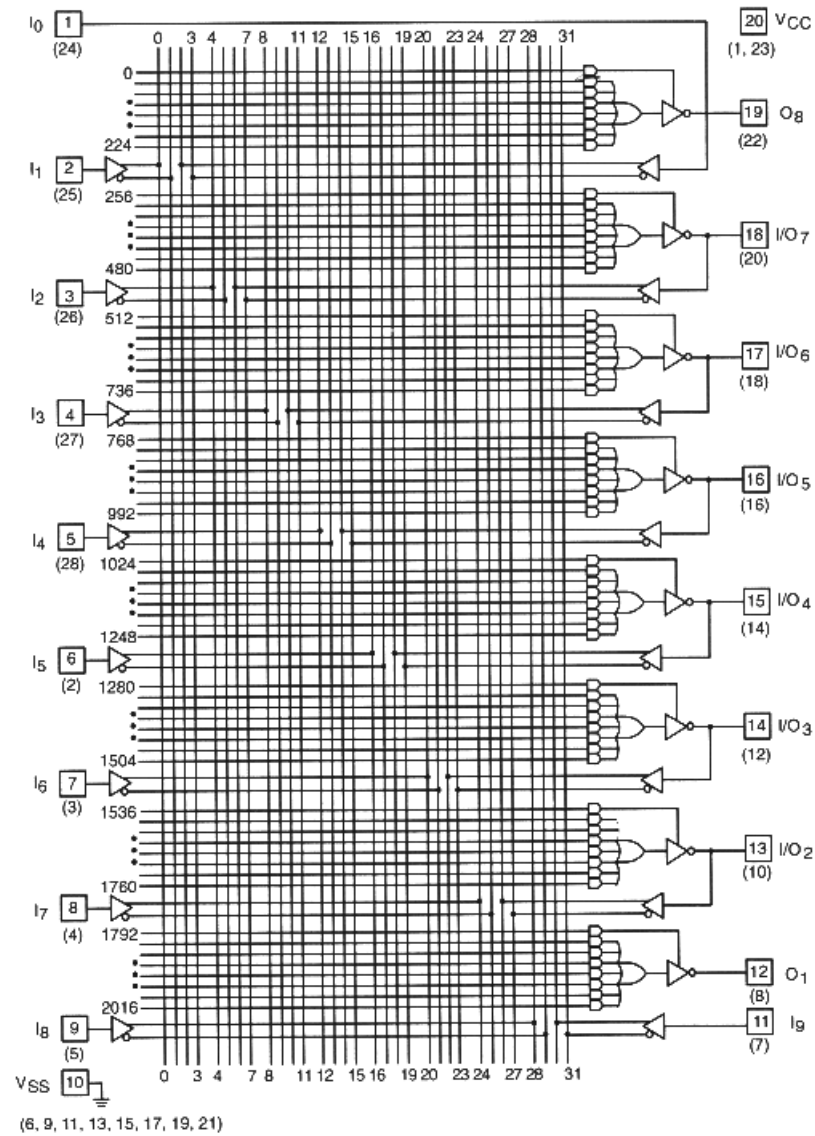 I0 1 20 VCC
(24) 0 3 4 7 8 11 12 15 16 19 20 23 24 27 28 31 (1, 23)
0
19 O8
224 (22)
I1 2
(25) 256
18 I/O7
480 (20)
I2 3
(26) 512
17 I/O6
736 (18)
I3 4
(27) 768
16 I/O5
992 (16)
I4 5
(28) 1024
15 I/O4
1248 (14)
I5 6
(2) 1280
14 I/O3
1504 (12)
I6 7
(3) 1536
13 I/O2
1760 (10)
I7 8
(4) 1792
12 O1
2016 (8)
I8 9 11 I9
(5) (7)
0 3 4 7 8 11 12 15 16 19 20 23 24 27 28 31
VSS 10
(6, 9, 11, 13, 15, 17, 19, 21)